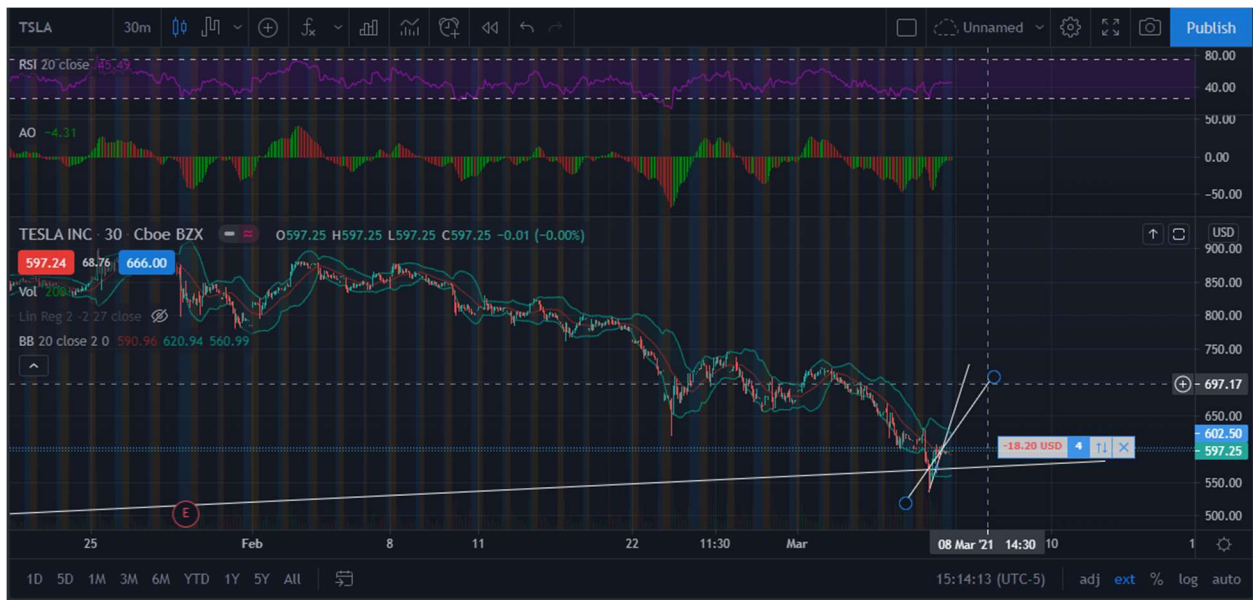 TSLA 30m Unnamed Publish
RSI 20 close 45.49
80.00
40.00
AO -4.31
50.00
0.00
-50.00
TESLA INC 30 Cboe BZX O597.25 H597.25 L597.25 C597.25 -0.01 (-0.00%)
USD
900.00
597.24 68.76 666.00
850.00
Vol
Lin Reg 2 -2 27 close
800.00
BB 20 close 2 0 590.96 620.94 560.99
750.00
697.17
650.00
602.50
-18.20 USD 4
597.25
550.00
E
500.00
25 Feb 8 11 22 11:30 Mar 08 Mar '21 14:30 10 1
1D 5D 1M 3M 6M YTD 1Y 5Y All 15:14:13 (UTC-5) adj ext % log auto